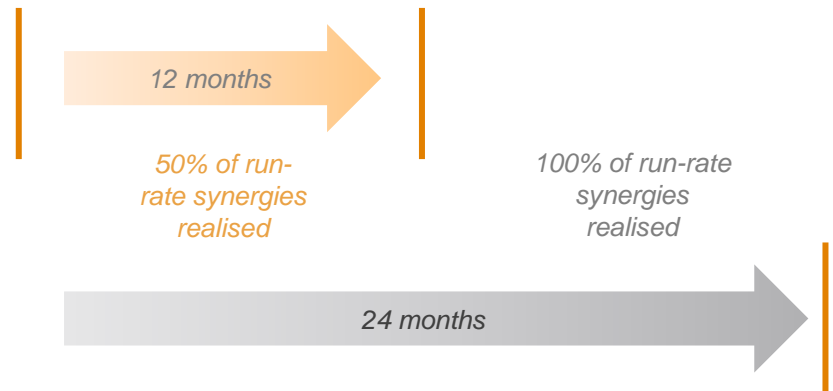 12 months
50% of run-
rate synergies
realised
100% of run-rate
synergies
realised
24 months